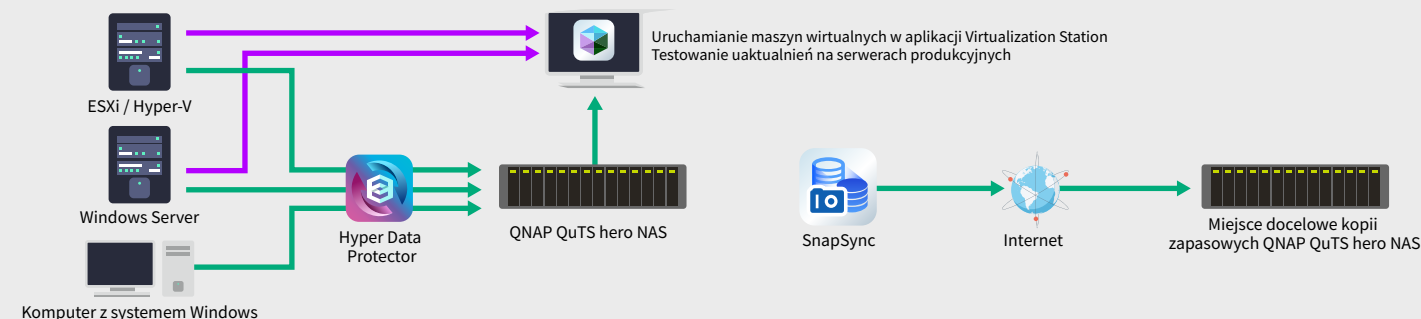 Uruchamianie maszyn wirtualnych w aplikacji Virtualization Station
Testowanie uaktualnień na serwerach produkcyjnych
ESXi / Hyper-V
Windows Server
Komputer z systemem Windows
Hyper Data
Protector
QNAP QuTS hero NAS
SnapSync
Internet
Miejsce docelowe kopii
zapasowych QNAP QuTS hero NAS